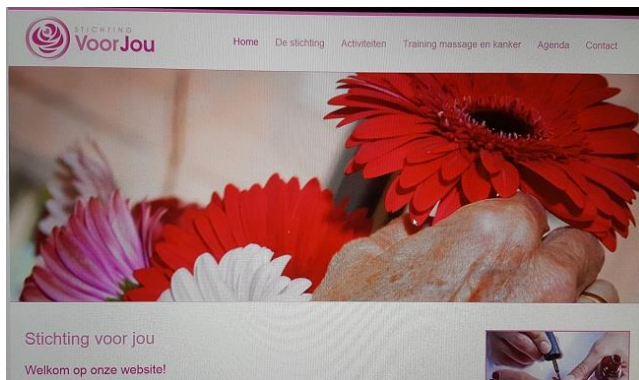 STICHTING
VoorJou
Home De stichting Activiteiten Training massage en kanker Agenda Contact
Stichting voor jou
Welkom op onze website!